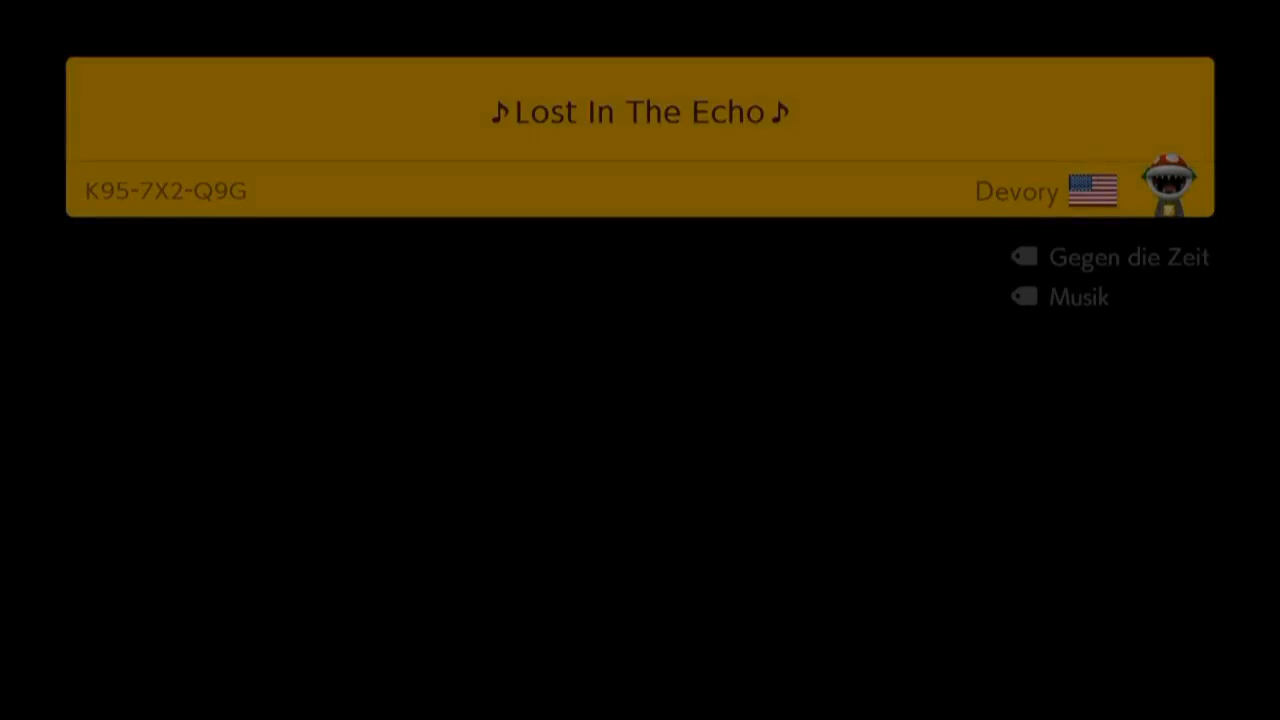 ♪Lost In The Echo♪
K95-7X2-Q9G
Devory
Gegen die Zeit
Musik